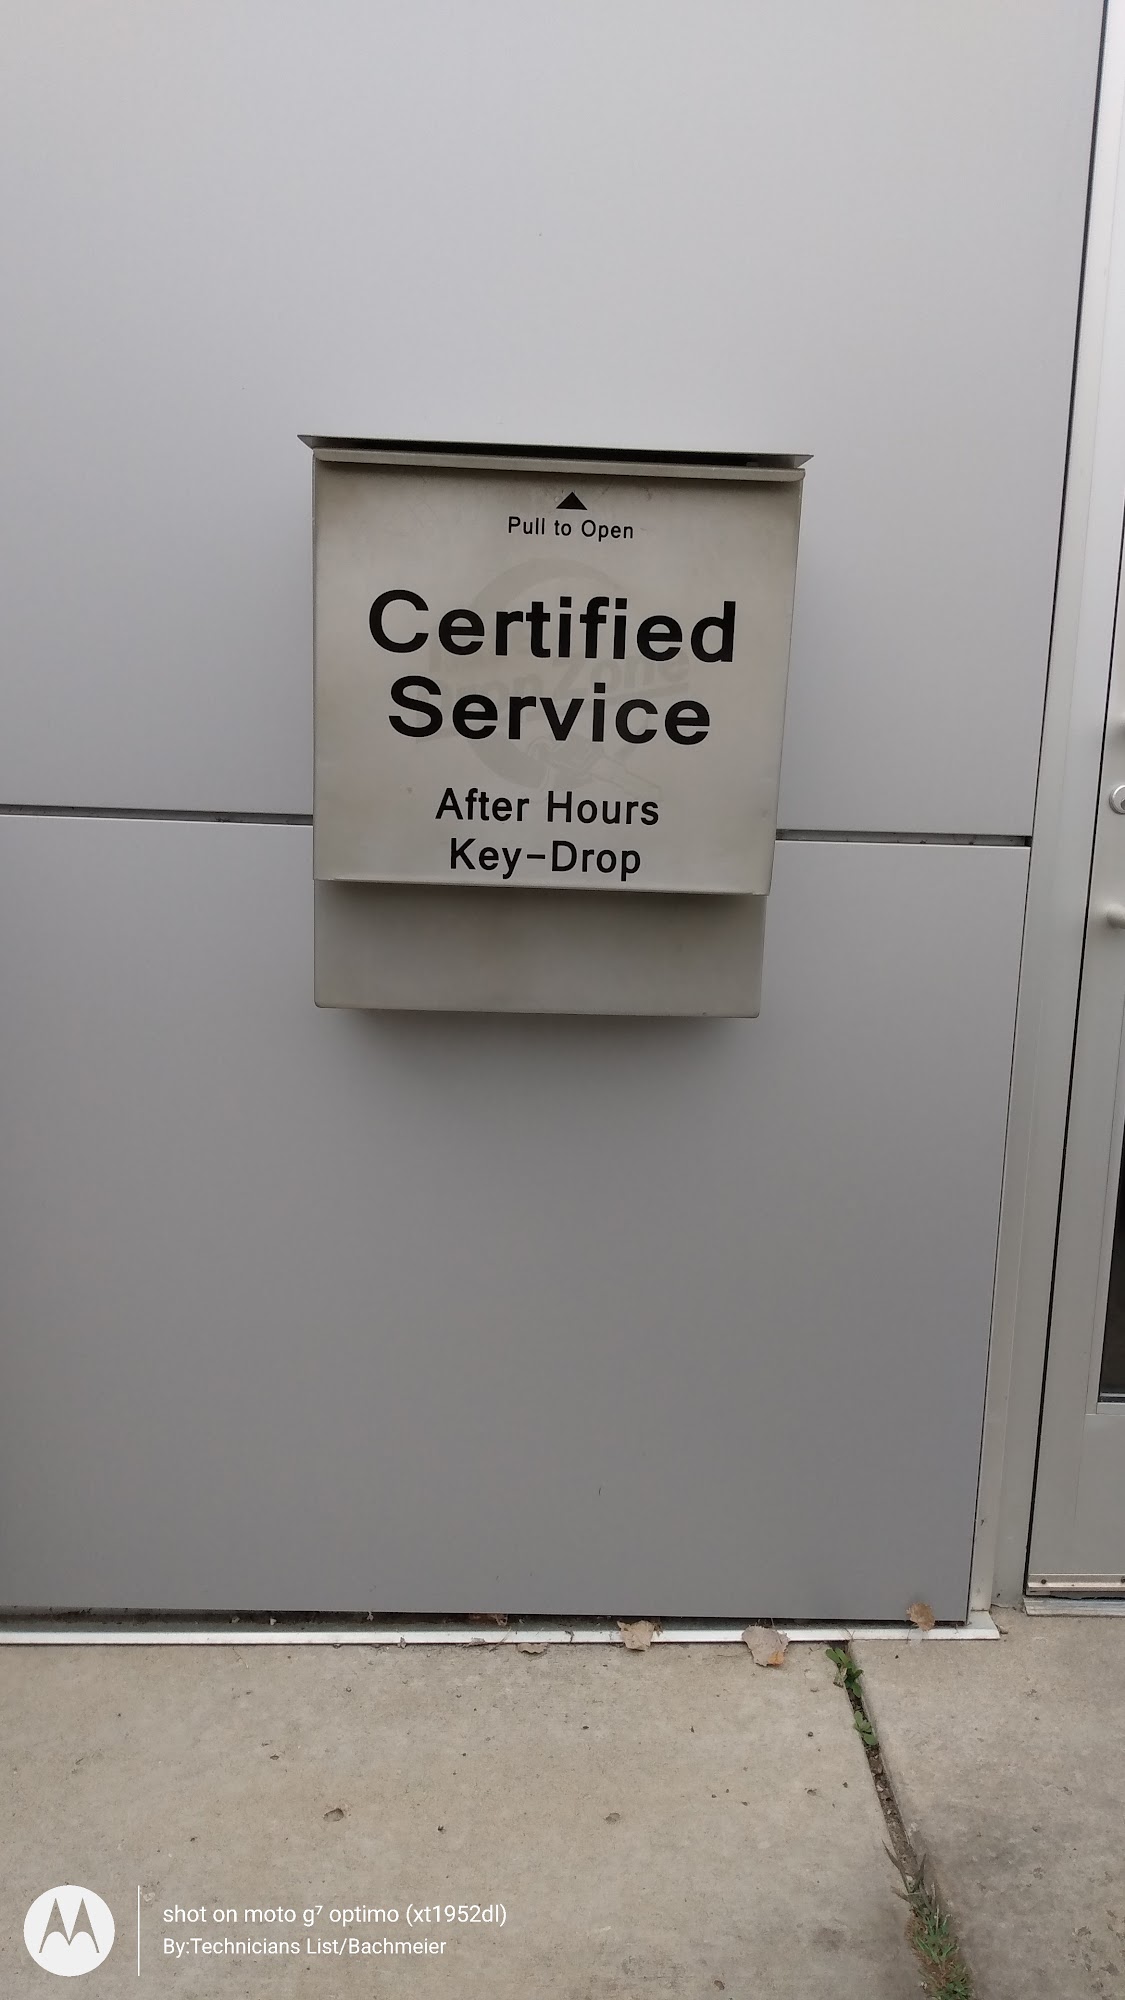 Pull to Open
Certified
Service
After Hours
Key-Drop
shot on moto g⁷ optimo (xt1952dl)
By:Technicians List/Bachmeier